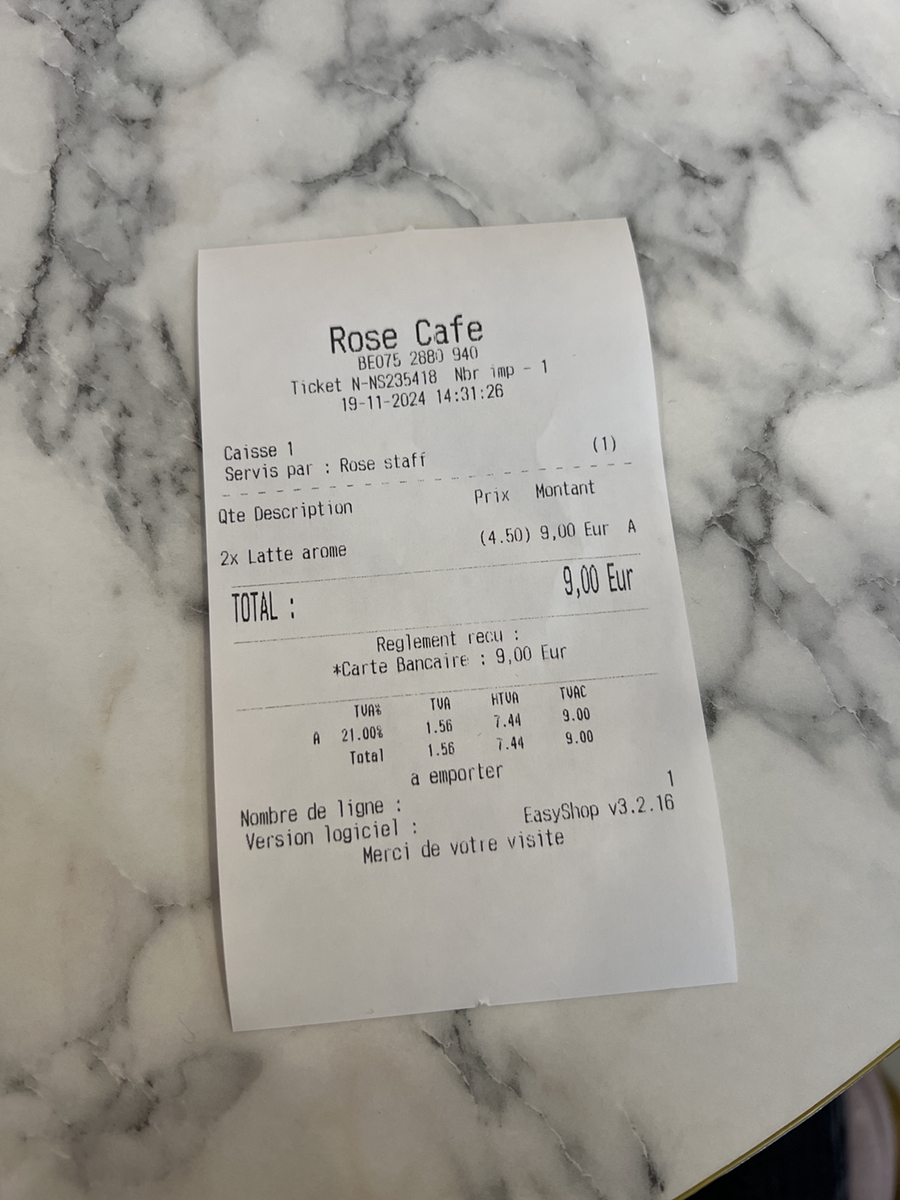 Rose Cafe
BE075 2880 940
Ticket N-NS235418 Nbr imp - 1
19-11-2024 14:31:26
Caisse 1 (1)
Servis par : Rose staff
Qte Description Prix Montant
2x Latte arome (4.50) 9,00 Eur A
TOTAL : 9,00 Eur
Reglement recu :
*Carte Bancaire : 9,00 Eur
TVA% TVA HTVA TVAC
A 21.00% 1.56 7.44 9.00
Total 1.56 7.44 9.00
a emporter
Nombre de ligne : 1
Version logiciel : EasyShop v3.2.16
Merci de votre visite